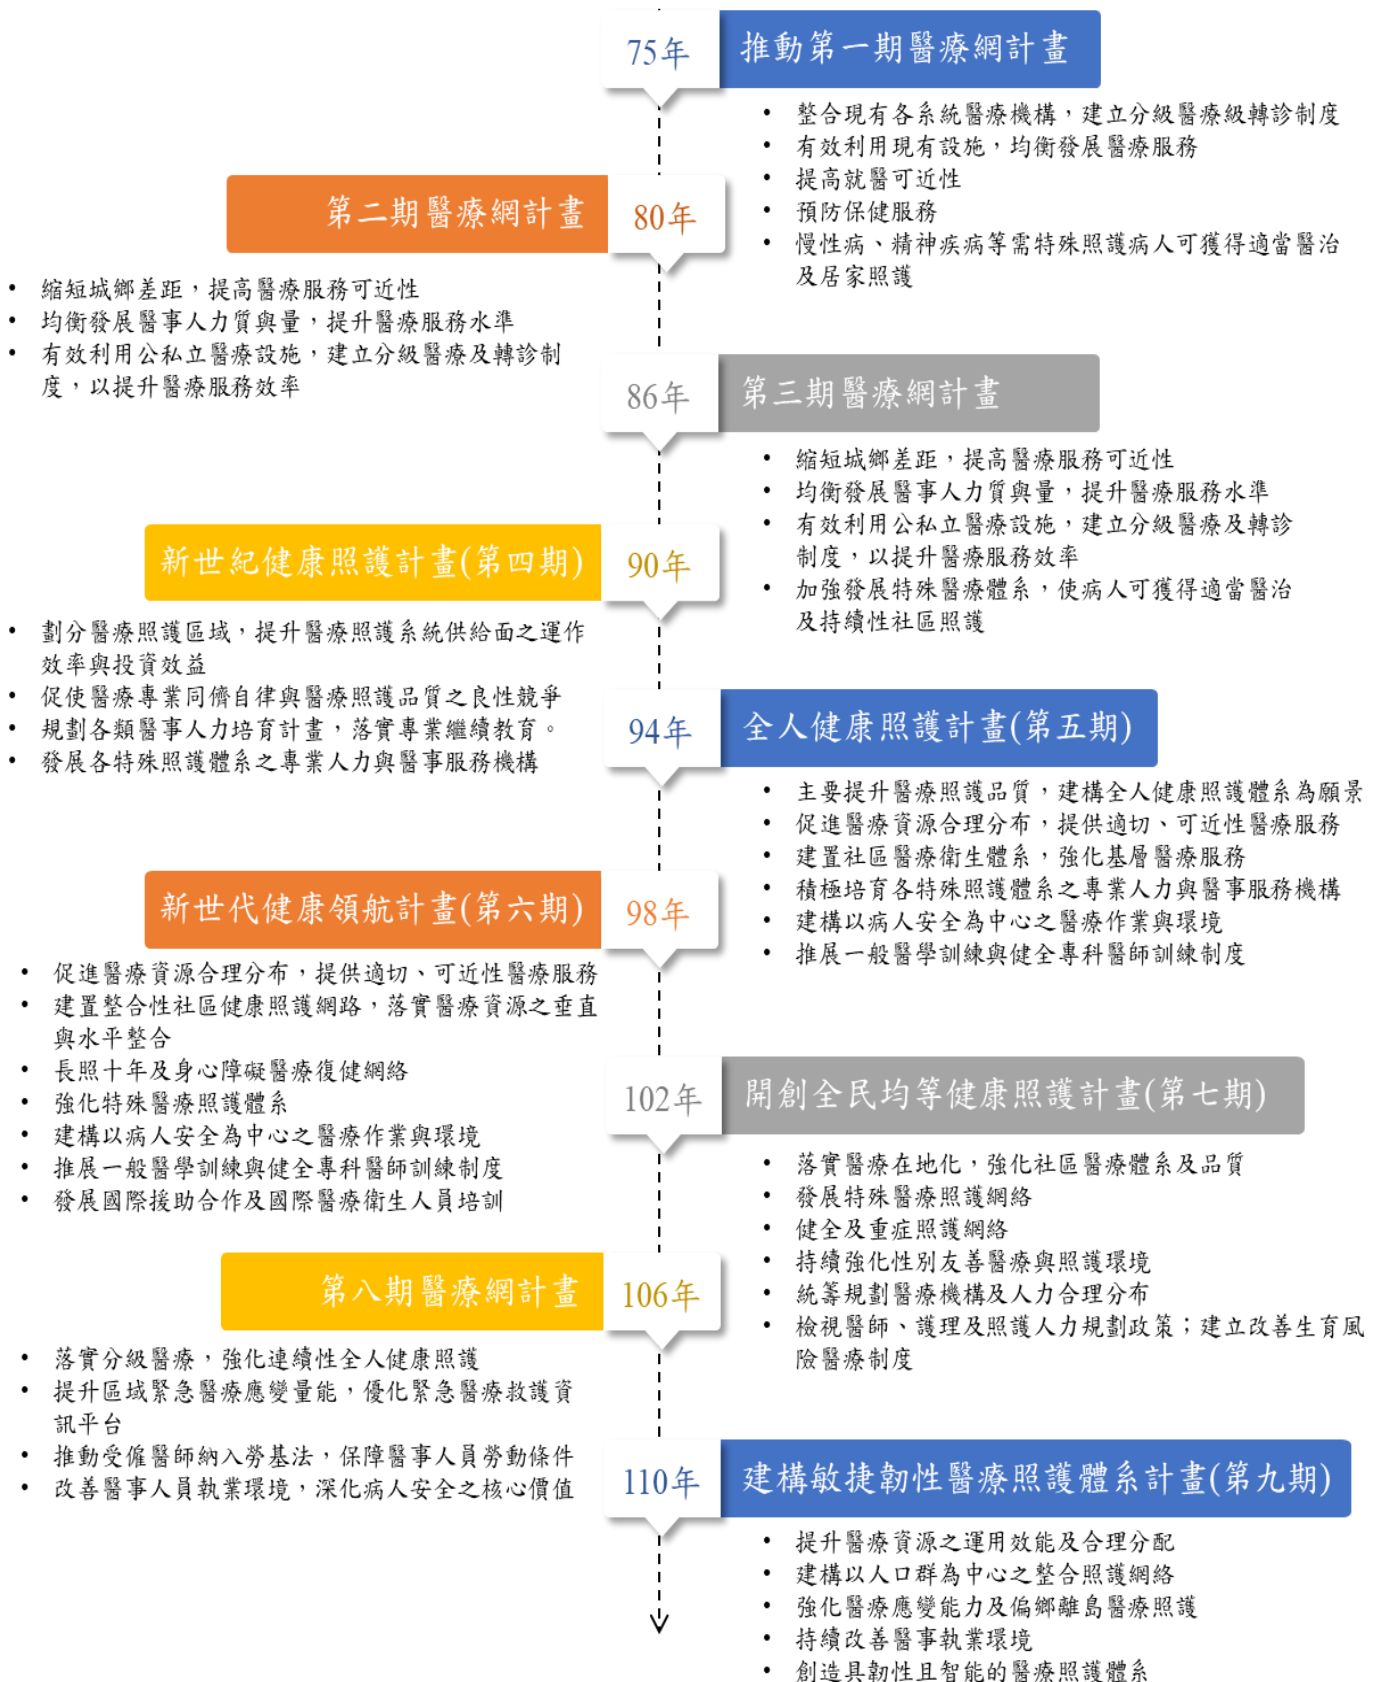 75年
推動第一期醫療網計畫
• 整合現有各系統醫療機構，建立分級醫療級轉診制度
• 有效利用現有設施，均衡發展醫療服務
• 提高就醫可近性
• 預防保健服務
• 慢性病、精神疾病等需特殊照護病人可獲得適當醫治
及居家照護
第二期醫療網計畫
80年
• 縮短城鄉差距，提高醫療服務可近性
• 均衡發展醫事人力質與量，提升醫療服務水準
• 有效利用公私立醫療設施，建立分級醫療及轉診制
度，以提升醫療服務效率
86年
第三期醫療網計畫
• 縮短城鄉差距，提高醫療服務可近性
• 均衡發展醫事人力質與量，提升醫療服務水準
• 有效利用公私立醫療設施，建立分級醫療及轉診
制度，以提升醫療服務效率
• 加強發展特殊醫療體系，使病人可獲得適當醫治
及持續性社區照護
新世紀健康照護計畫(第四期)
90年
• 劃分醫療照護區域，提升醫療照護系統供給面之運作
效率與投資效益
• 促使醫療專業同儕自律與醫療照護品質之良性競爭
• 規劃各類醫事人力培育計畫，落實專業繼續教育。
• 發展各特殊照護體系之專業人力與醫事服務機構
94年
全人健康照護計畫(第五期)
• 主要提升醫療照護品質，建構全人健康照護體系為願景
• 促進醫療資源合理分布，提供適切、可近性醫療服務
• 建置社區醫療衛生體系，強化基層醫療服務
• 積極培育各特殊照護體系之專業人力與醫事服務機構
• 建構以病人安全為中心之醫療作業與環境
• 推展一般醫學訓練與健全專科醫師訓練制度
新世代健康領航計畫(第六期)
98年
• 促進醫療資源合理分布，提供適切、可近性醫療服務
• 建置整合性社區健康照護網路，落實醫療資源之垂直
與水平整合
• 長照十年及身心障礙醫療復健網絡
• 強化特殊醫療照護體系
• 建構以病人安全為中心之醫療作業與環境
• 推展一般醫學訓練與健全專科醫師訓練制度
• 發展國際援助合作及國際醫療衛生人員培訓
102年
開創全民均等健康照護計畫(第七期)
• 落實醫療在地化，強化社區醫療體系及品質
• 發展特殊醫療照護網絡
• 健全及重症照護網絡
• 持續強化性別友善醫療與照護環境
• 統籌規劃醫療機構及人力合理分布
• 檢視醫師、護理及照護人力規劃政策；建立改善生育風
險醫療制度
第八期醫療網計畫
106年
• 落實分級醫療，強化連續性全人健康照護
• 提升區域緊急醫療應變量能，優化緊急醫療救護資
訊平台
• 推動受僱醫師納入勞基法，保障醫事人員勞動條件
• 改善醫事人員執業環境，深化病人安全之核心價值
110年
建構敏捷韌性醫療照護體系計畫(第九期)
• 提升醫療資源之運用效能及合理分配
• 建構以人口群為中心之整合照護網絡
• 強化醫療應變能力及偏鄉離島醫療照護
• 持續改善醫事執業環境
• 創造具韌性且智能的醫療照護體系